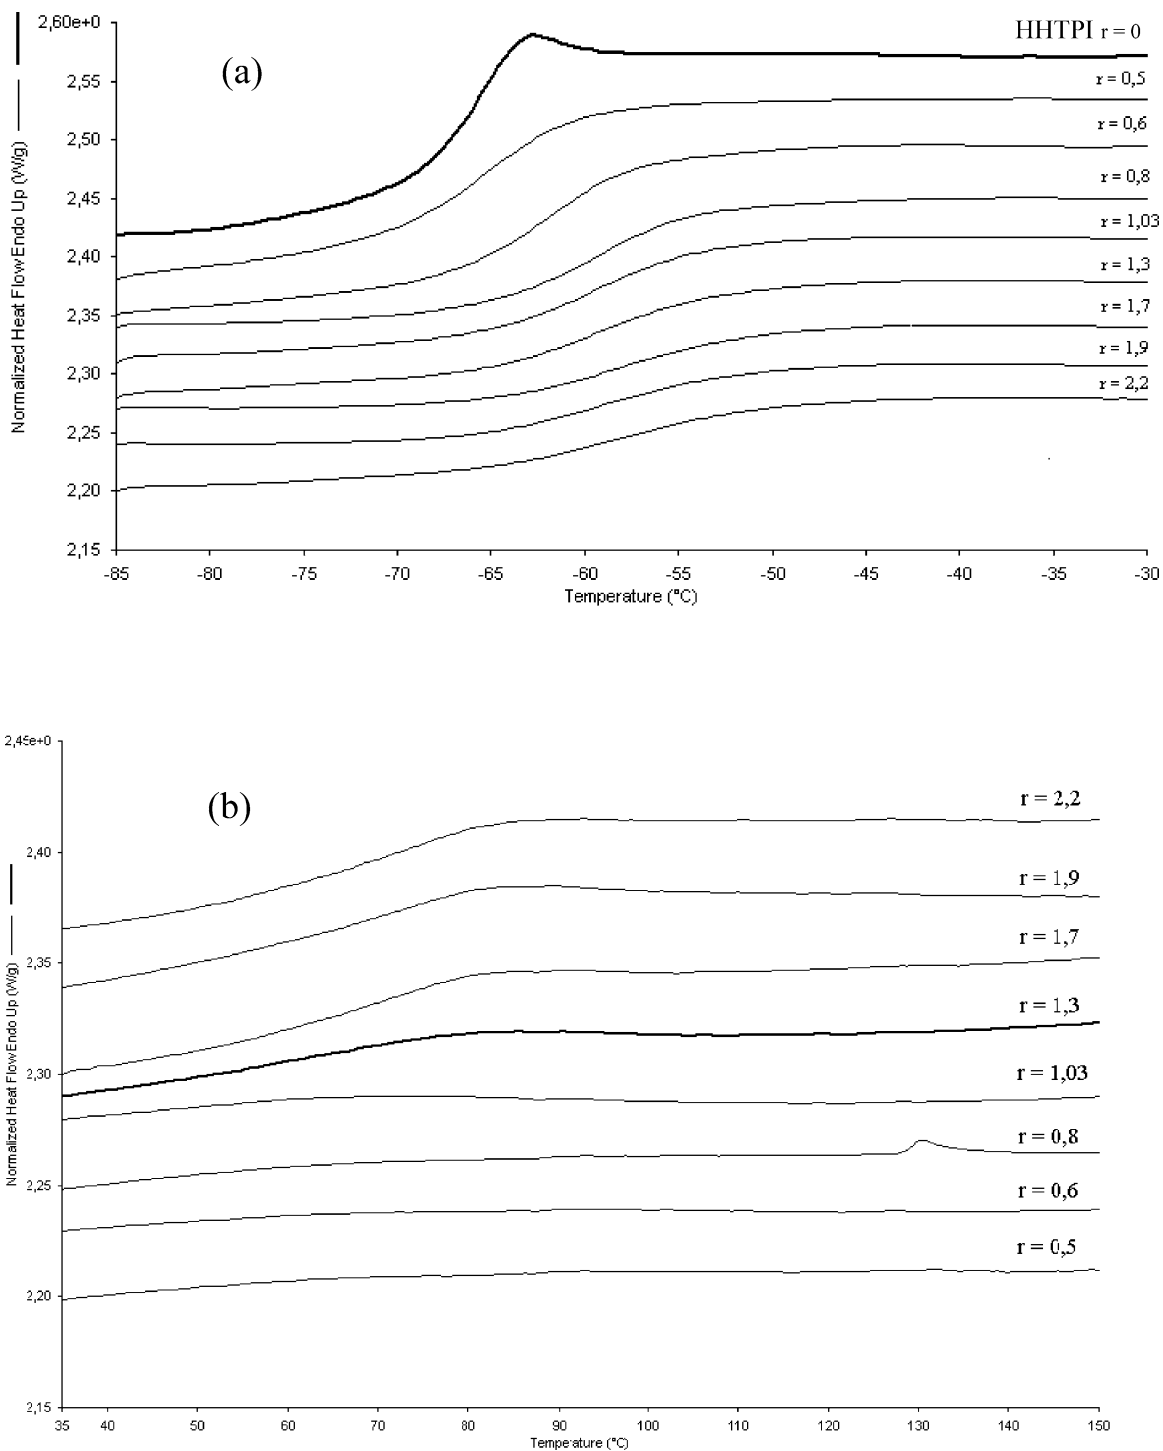 2,60e+0
HHTPI r = 0
(a)
r = 0,5
2,55
r = 0,6
2,50
r = 0,8
2,45
r = 1,03
2,40
r = 1,3
2,35
r = 1,7
r = 1,9
2,30
r = 2,2
2,25
2,20
2,15
Normalized Heat Flow Endo Up (W/g)
-85 -80 -75 -70 -65 -60 -55 -50 -45 -40 -35 -30
Temperature (°C)
2,45e+0
(b)
r = 2,2
2,40
r = 1,9
r = 1,7
2,35
r = 1,3
2,30
r = 1,03
r = 0,8
2,25
r = 0,6
r = 0,5
2,20
2,15
Normalized Heat Flow Endo Up (W/g)
35 40 50 60 70 80 90 100 110 120 130 140 150
Temperature (°C)